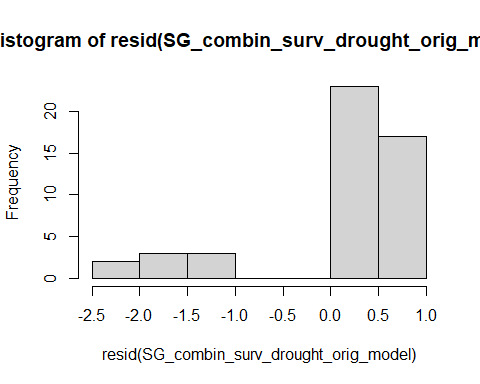 istogram of resid(SG_combin_surv_drought_orig_m
Frequency
20
15
10
5
0
-2.5 -2.0 -1.5 -1.0 -0.5 0.0 0.5 1.0
resid(SG_combin_surv_drought_orig_model)